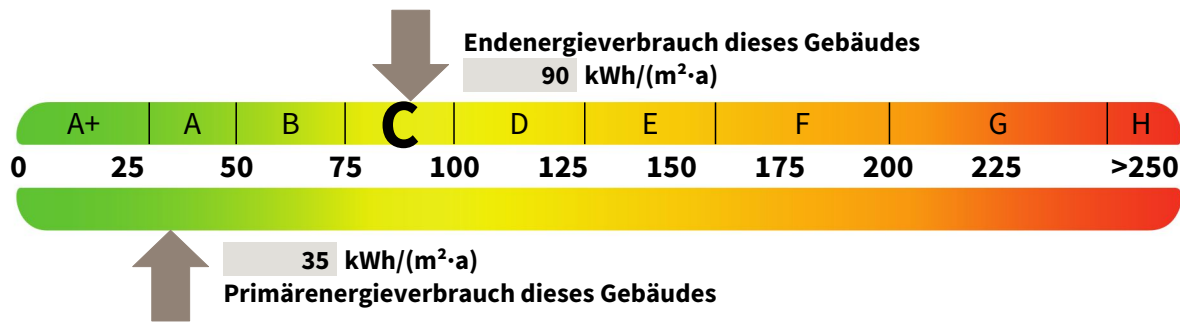 Endenergieverbrauch dieses Gebäudes
90 kWh/(m²·a)
A+ A B C D E F G H
0 25 50 75 100 125 150 175 200 225 >250
35 kWh/(m²·a)
Primärenergieverbrauch dieses Gebäudes